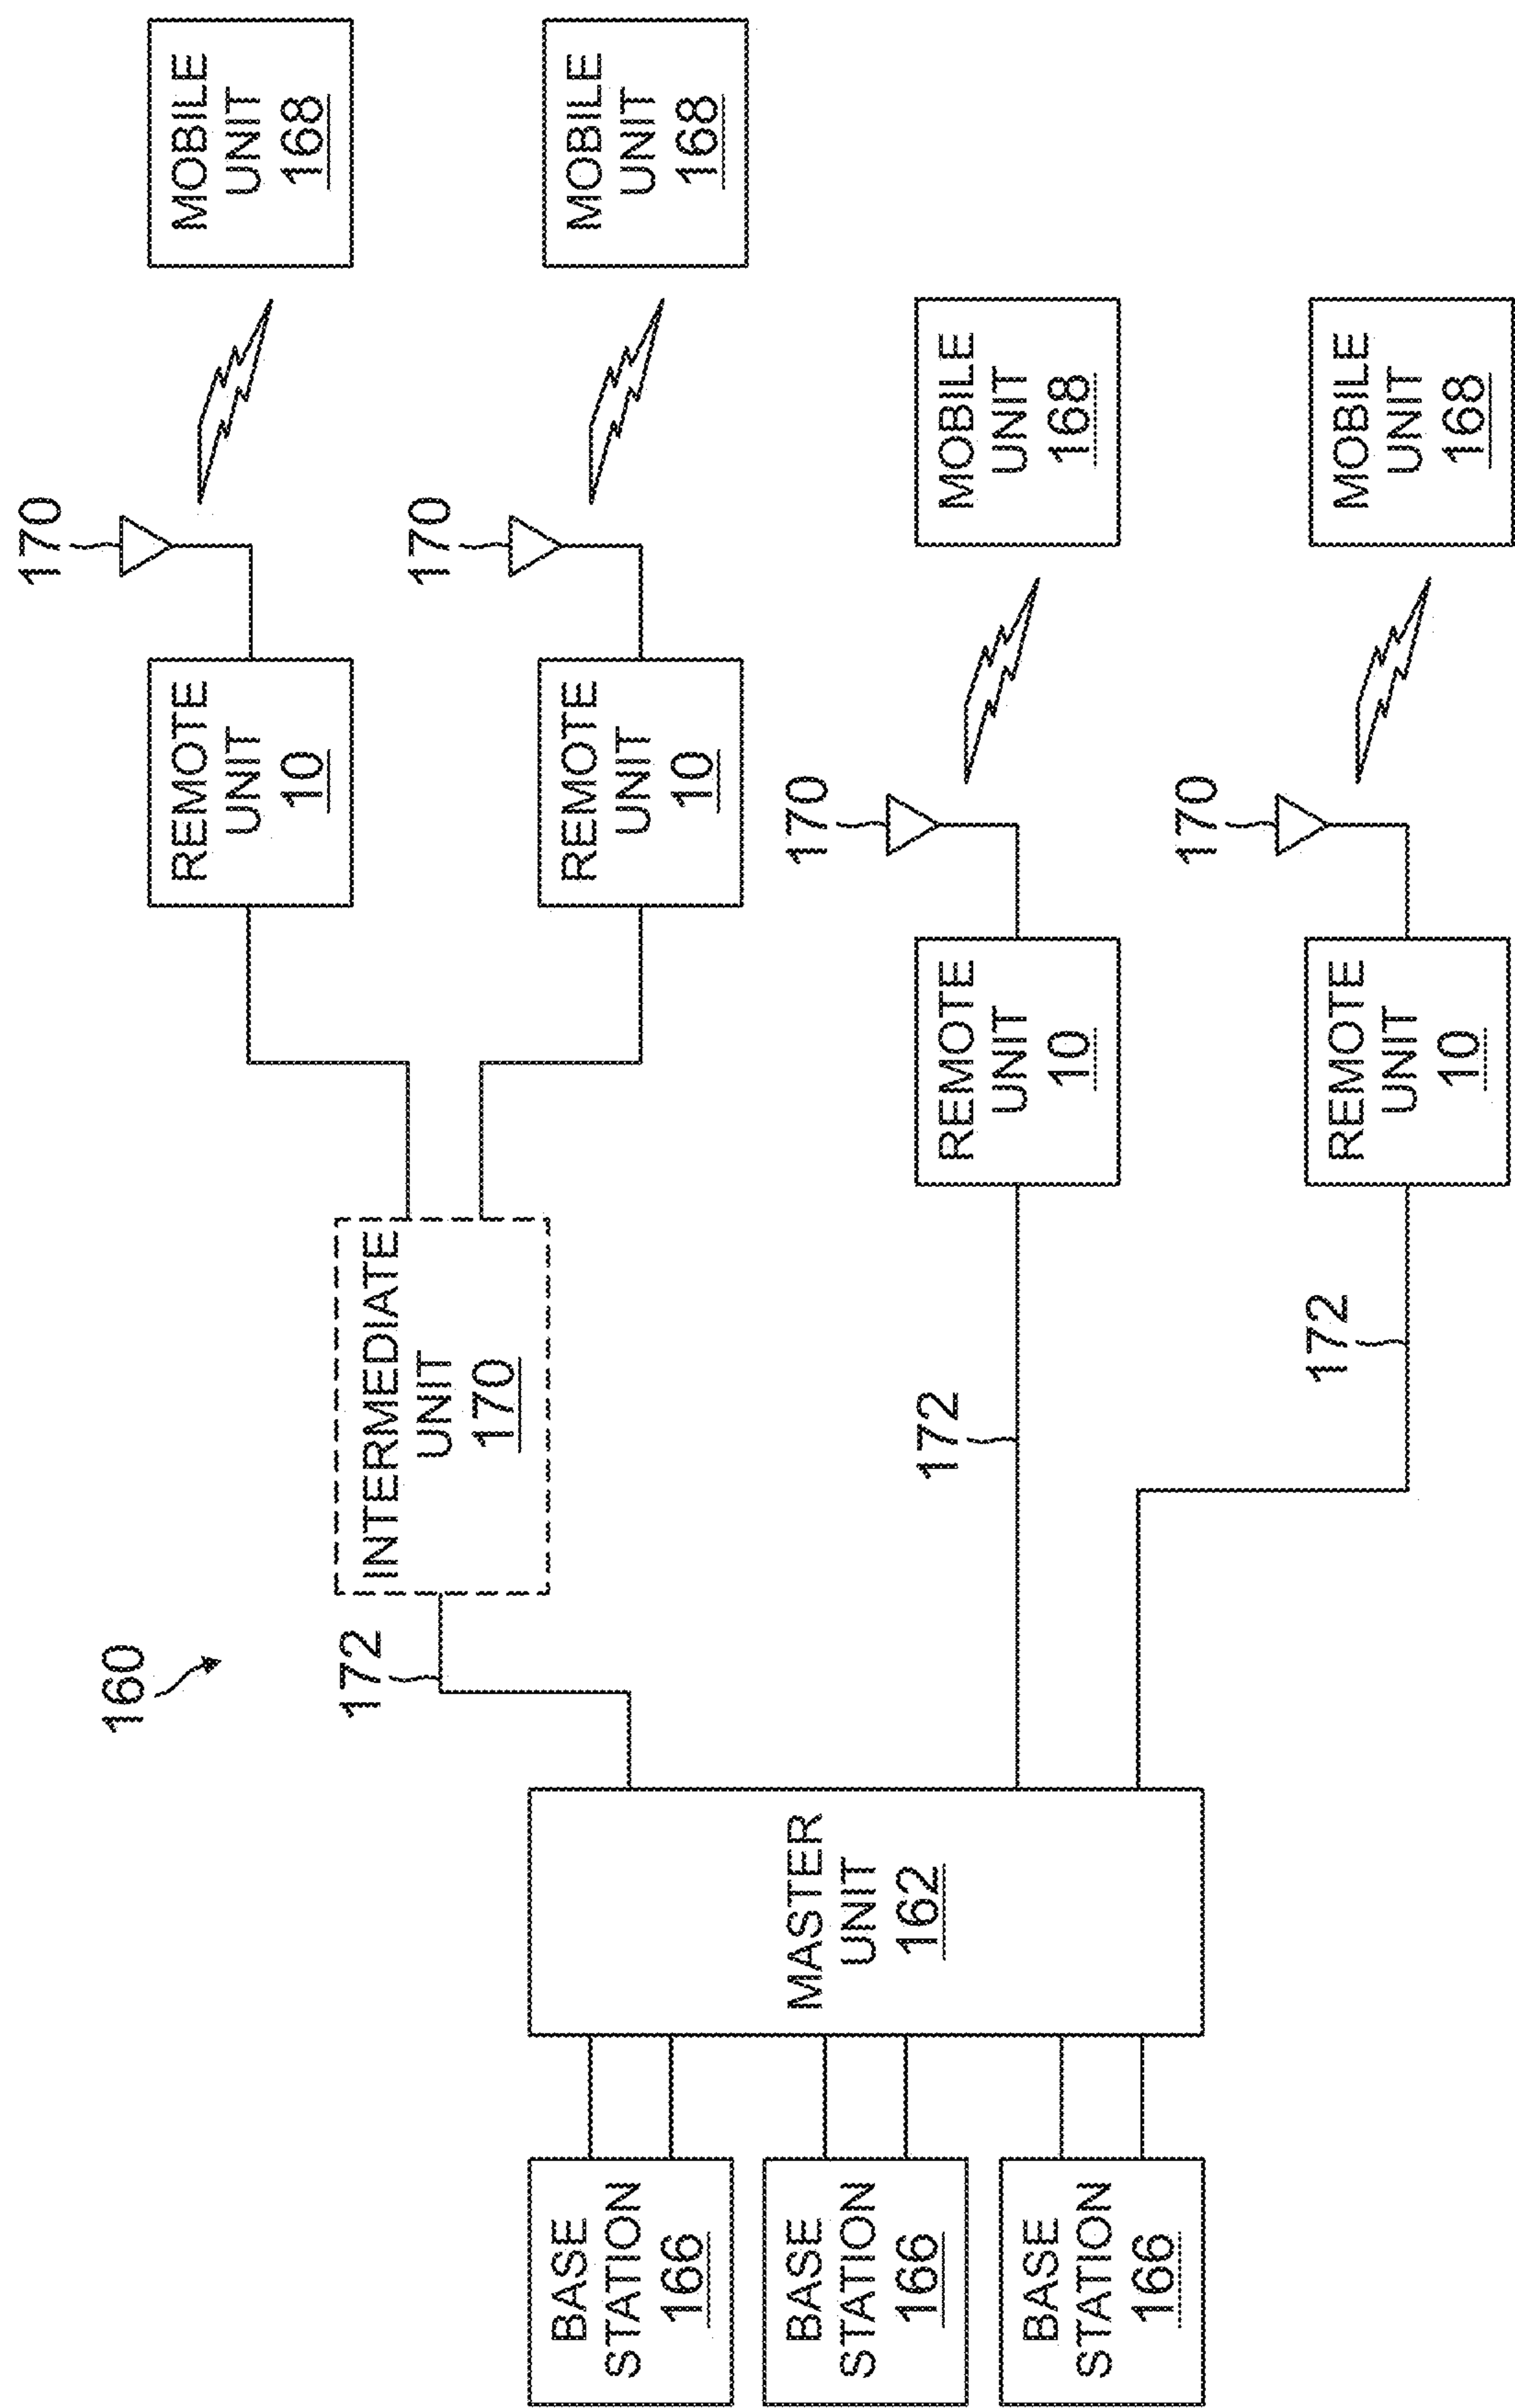 160
BASE
STATION
166
BASE
STATION
166
BASE
STATION
166
MASTER
UNIT
162
172
172
172
INTERMEDIATE
UNIT
170
REMOTE
UNIT
10
170
MOBILE
UNIT
168
REMOTE
UNIT
10
170
MOBILE
UNIT
168
REMOTE
UNIT
10
170
MOBILE
UNIT
168
REMOTE
UNIT
10
170
MOBILE
UNIT
168